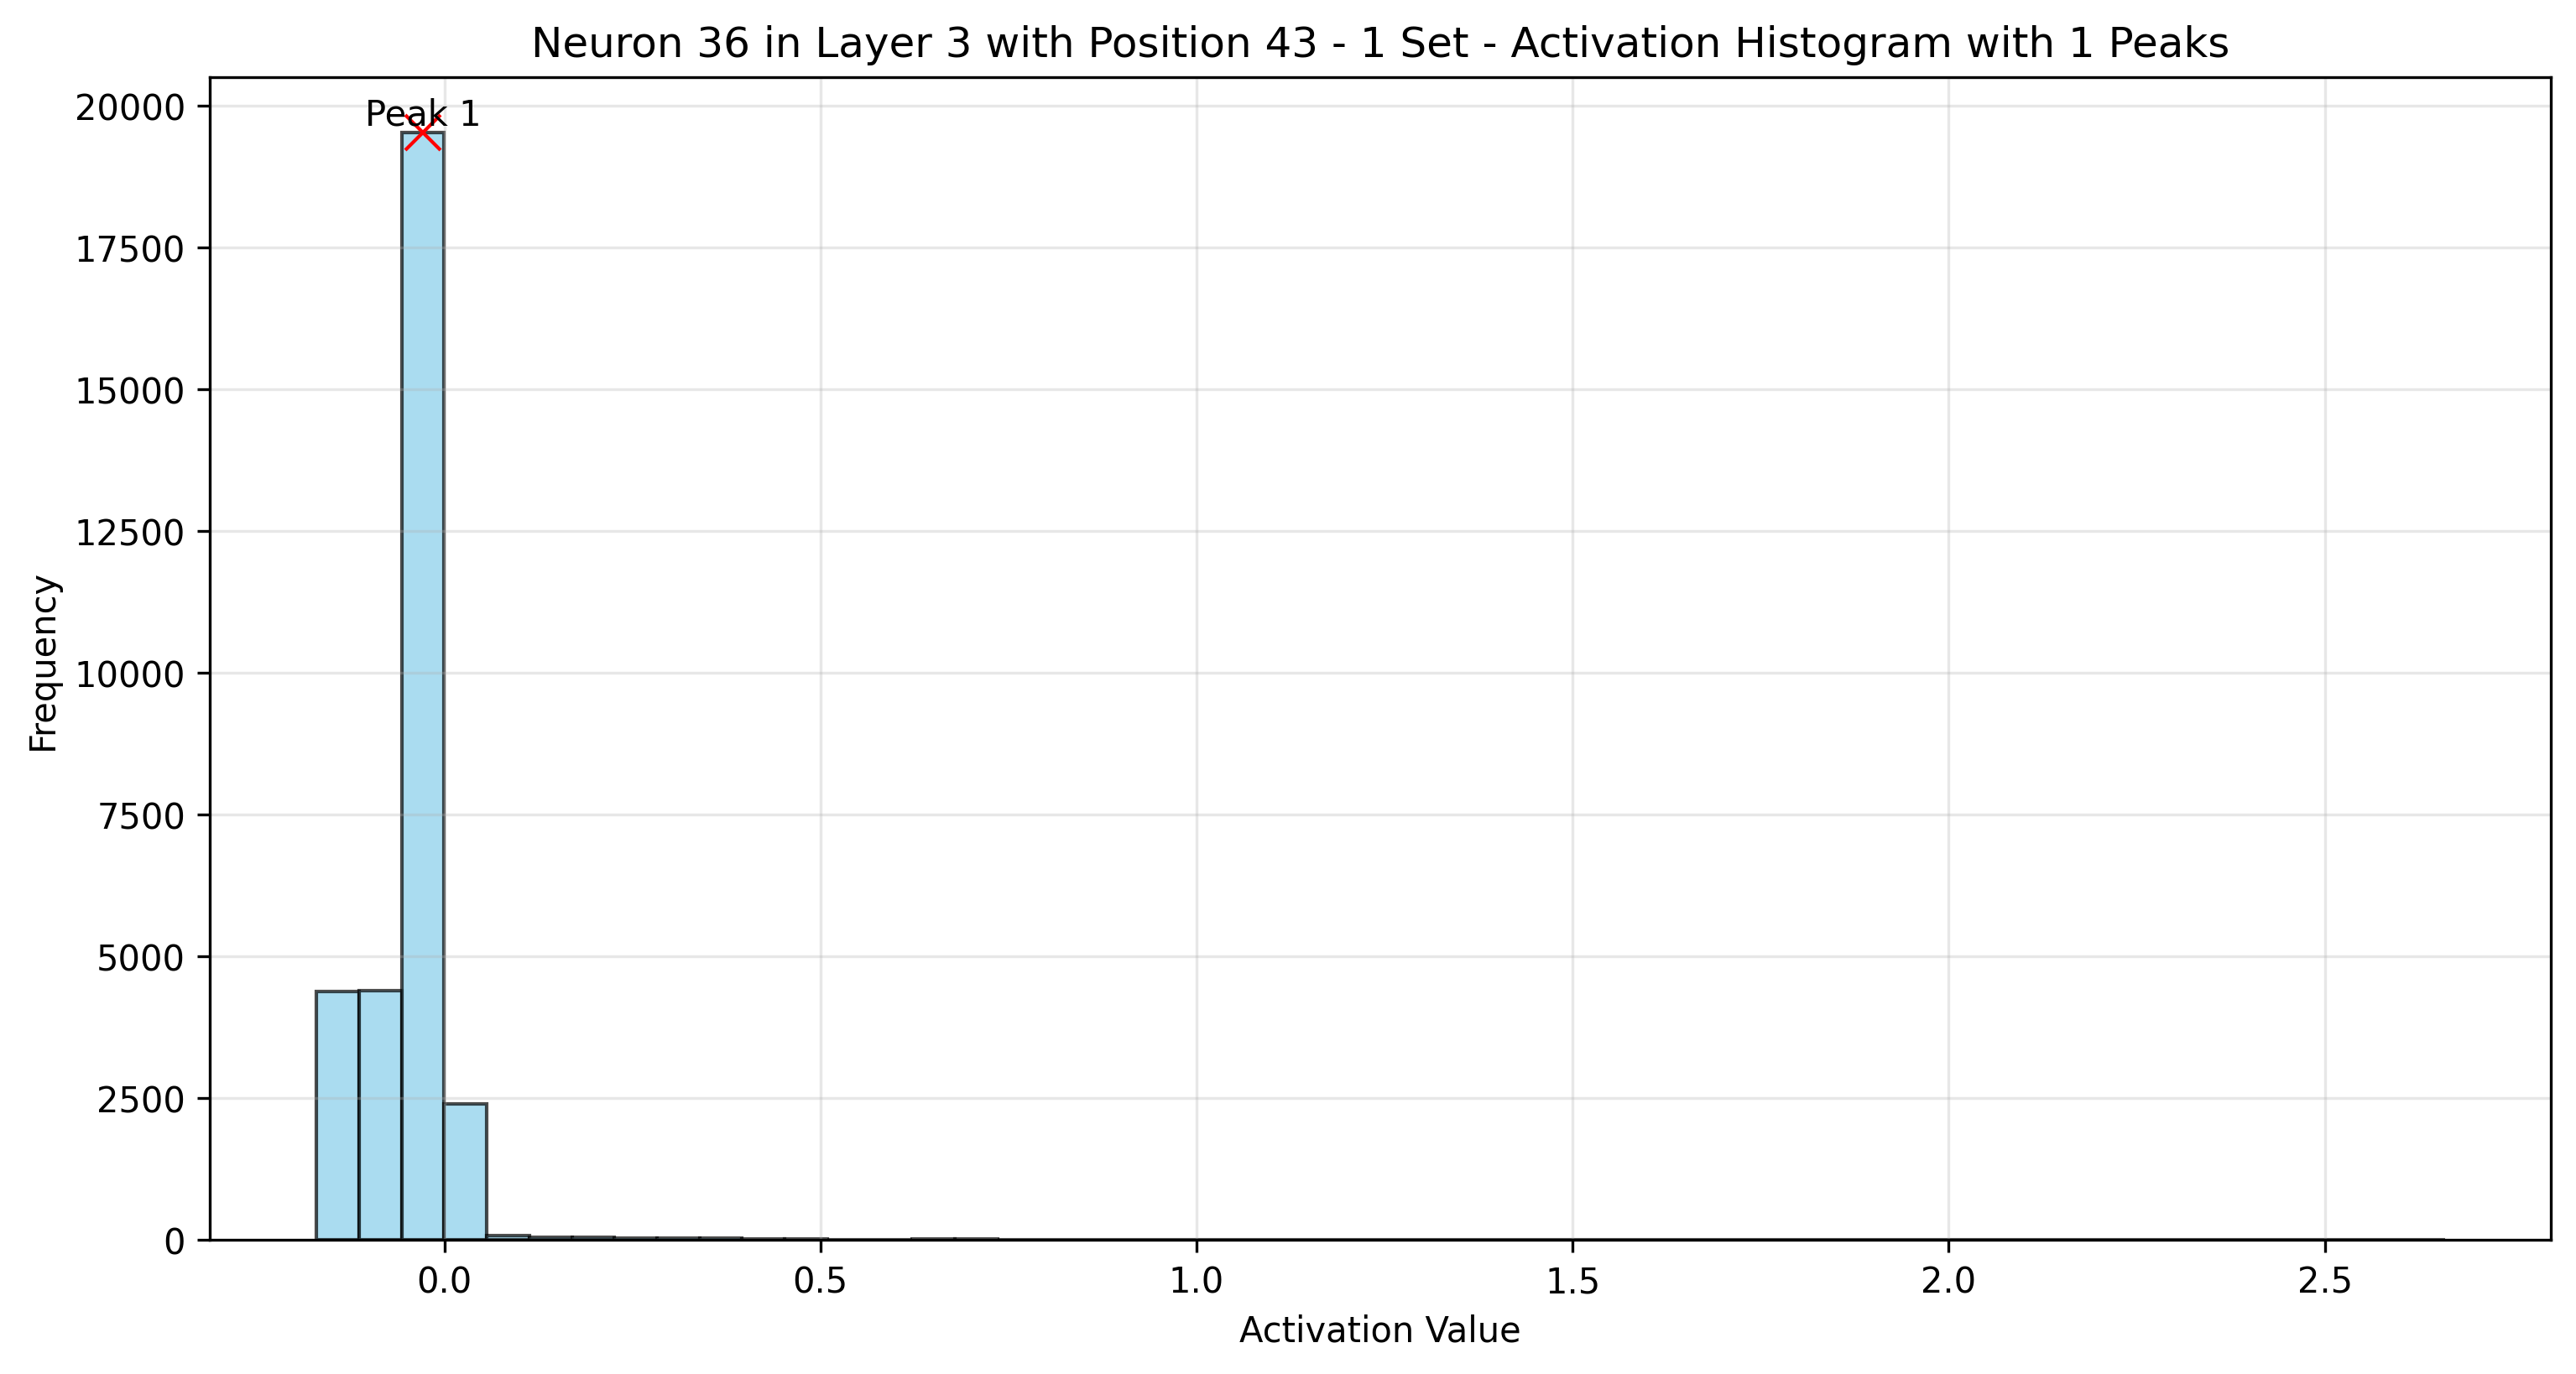 Neuron 36 in Layer 3 with Position 43 - 1 Set - Activation Histogram with 1 Peaks
20000
17500
15000
12500
10000
7500
5000
2500
0
Frequency
Peak 1
0.0 0.5 1.0 1.5 2.0 2.5
Activation Value